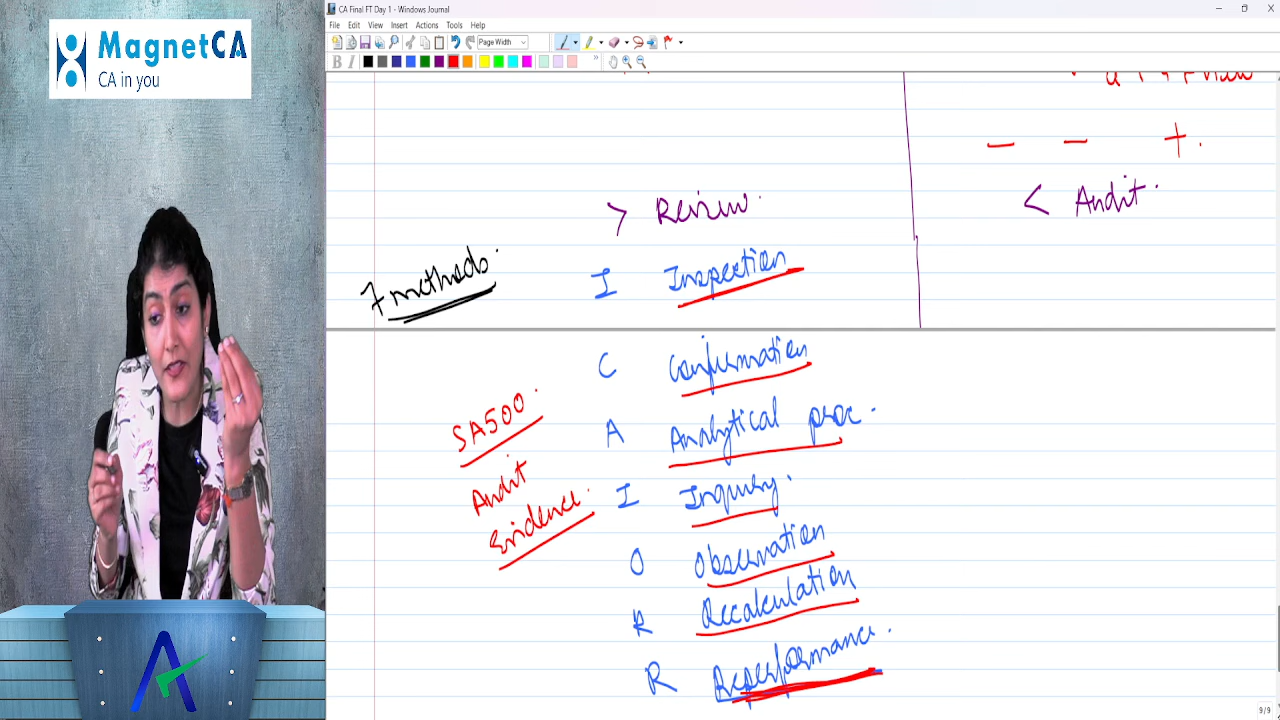 MagnetCA
CA in you
CA Final FT Day 1 - Windows Journal
File Edit View Insert Actions Tools Help
Page Width
B I
- - +.
> Review.
< Audit.
7 methods.
I Inspection
C Confirmation
A Analytical proc.
SA500.
Audit
Evidence.
I Inquiry.
O Observation
R Recalculation
R Reperformance.
9/9